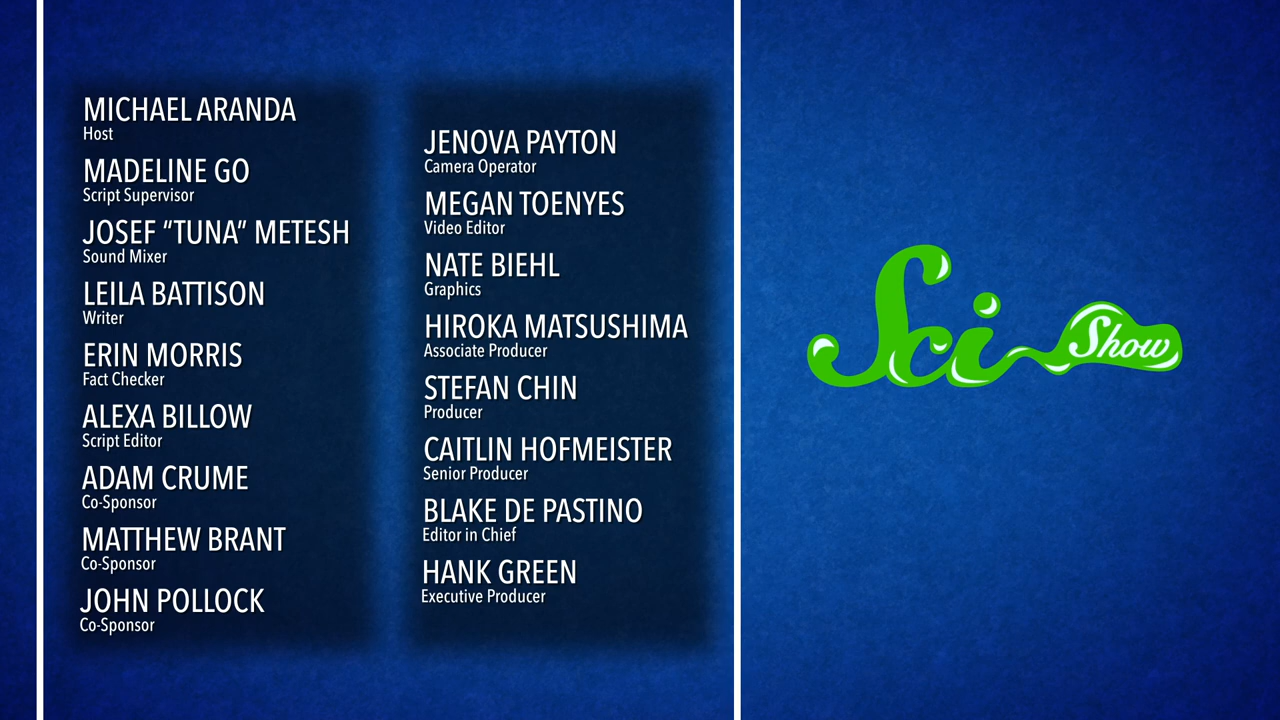 MICHAEL ARANDA
Host
MADELINE GO
Script Supervisor
JOSEF “TUNA” METESH
Sound Mixer
LEILA BATTISON
Writer
ERIN MORRIS
Fact Checker
ALEXA BILLOW
Script Editor
ADAM CRUME
Co-Sponsor
MATTHEW BRANT
Co-Sponsor
JOHN POLLOCK
Co-Sponsor
JENOVA PAYTON
Camera Operator
MEGAN TOENYES
Video Editor
NATE BIEHL
Graphics
HIROKA MATSUSHIMA
Associate Producer
STEFAN CHIN
Producer
CAITLIN HOFMEISTER
Senior Producer
BLAKE DE PASTINO
Editor in Chief
HANK GREEN
Executive Producer
Sci Show